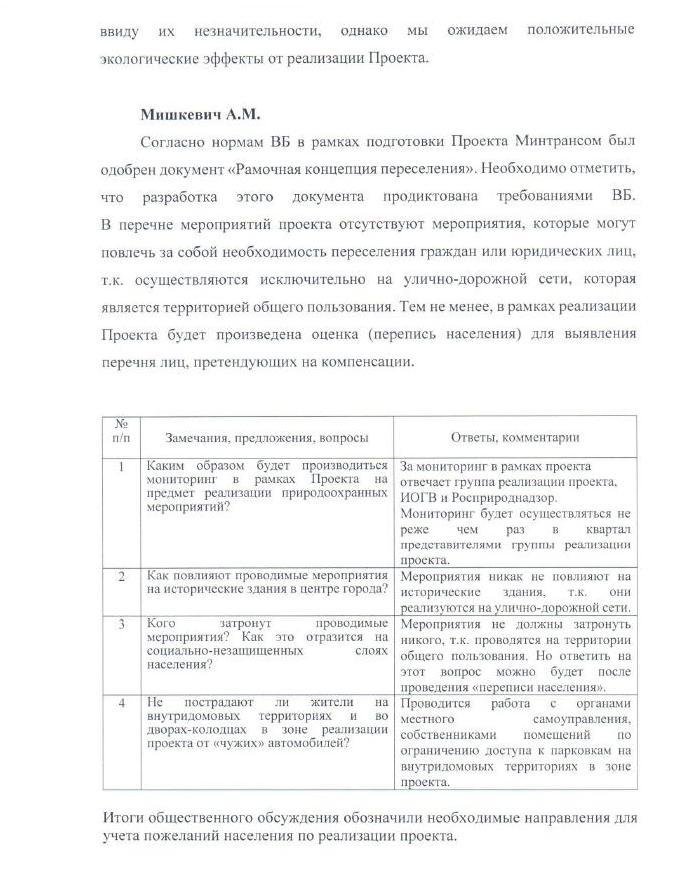 ввиду их незначительности, однако мы ожидаем положительные
экологические эффекты от реализации Проекта.
Мишкевич А.М.
Согласно нормам ВБ в рамках подготовки Проекта Минтрансом был
одобрен документ «Рамочная концепция переселения». Необходимо отметить,
что разработка этого документа продиктована требованиями ВБ.
В перечне мероприятий проекта отсутствуют мероприятия, которые могут
повлечь за собой необходимость переселения граждан или юридических лиц,
т.к. осуществляются исключительно на улично-дорожной сети, которая
является территорией общего пользования. Тем не менее, в рамках реализации
Проекта будет произведена оценка (перепись населения) для выявления
перечня лиц, претендующих на компенсации.
№
п/п
Замечания, предложения, вопросы
Ответы, комментарии
1
Каким образом будет производиться
мониторинг в рамках Проекта на
предмет реализации природоохранных
мероприятий?
За мониторинг в рамках проекта
отвечает группа реализации проекта,
ИОГВ и Росприроднадзор.
Мониторинг будет осуществляться не
реже чем раз в квартал
представителями группы реализации
проекта.
2
Как повлияют проводимые мероприятия
на исторические здания в центре города?
Мероприятия никак не повлияют на
исторические здания, т.к. они
реализуются на улично-дорожной сети.
3
Кого затронут проводимые
мероприятия? Как это отразится на
социально-незащищенных слоях
населения?
Мероприятия не должны затронуть
никого, т.к. проводятся на территории
общего пользования. Но ответить на
этот вопрос можно будет после
проведения «переписи населения».
4
Не пострадают ли жители на
внутридомовых территориях и во
дворах-колодцах в зоне реализации
проекта от «чужих» автомобилей?
Проводится работа с органами
местного самоуправления,
собственниками помещений по
ограничению доступа к парковкам на
внутридомовых территориях в зоне
проекта.
Итоги общественного обсуждения обозначили необходимые направления для
учета пожеланий населения по реализации проекта.